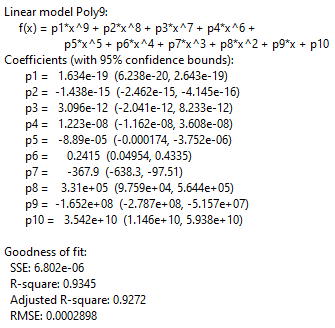 Linear model Poly9:
f(x) = p1*x^9 + p2*x^8 + p3*x^7 + p4*x^6 +
p5*x^5 + p6*x^4 + p7*x^3 + p8*x^2 + p9*x + p10
Coefficients (with 95% confidence bounds):
p1 = 1.634e-19 (6.238e-20, 2.643e-19)
p2 = -1.438e-15 (-2.462e-15, -4.145e-16)
p3 = 3.096e-12 (-2.041e-12, 8.233e-12)
p4 = 1.223e-08 (-1.162e-08, 3.608e-08)
p5 = -8.89e-05 (-0.000174, -3.752e-06)
p6 = 0.2415 (0.04954, 0.4335)
p7 = -367.9 (-638.3, -97.51)
p8 = 3.31e+05 (9.759e+04, 5.644e+05)
p9 = -1.652e+08 (-2.787e+08, -5.157e+07)
p10 = 3.542e+10 (1.146e+10, 5.938e+10)
Goodness of fit:
SSE: 6.802e-06
R-square: 0.9345
Adjusted R-square: 0.9272
RMSE: 0.0002898